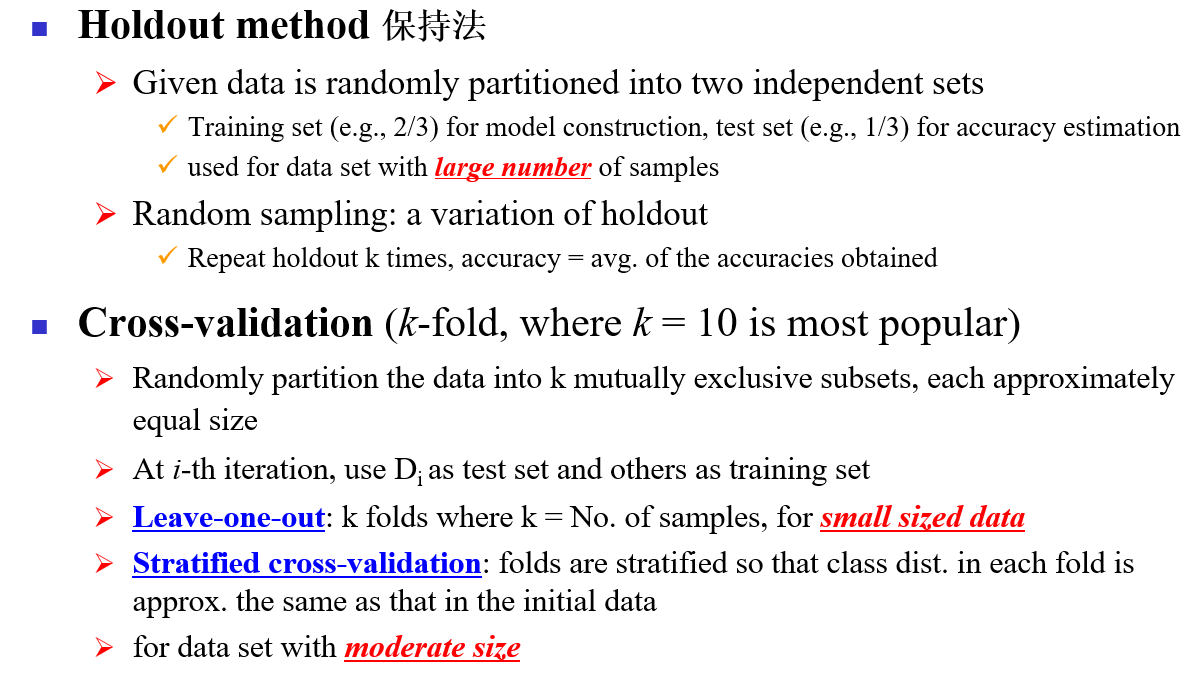 Holdout method 保持法
Given data is randomly partitioned into two independent sets
Training set (e.g., 2/3) for model construction, test set (e.g., 1/3) for accuracy estimation
used for data set with large number of samples
Random sampling: a variation of holdout
Repeat holdout k times, accuracy = avg. of the accuracies obtained
Cross-validation (k-fold, where k = 10 is most popular)
Randomly partition the data into k mutually exclusive subsets, each approximately
equal size
At i-th iteration, use Di as test set and others as training set
Leave-one-out: k folds where k = No. of samples, for small sized data
Stratified cross-validation: folds are stratified so that class dist. in each fold is
approx. the same as that in the initial data
for data set with moderate size